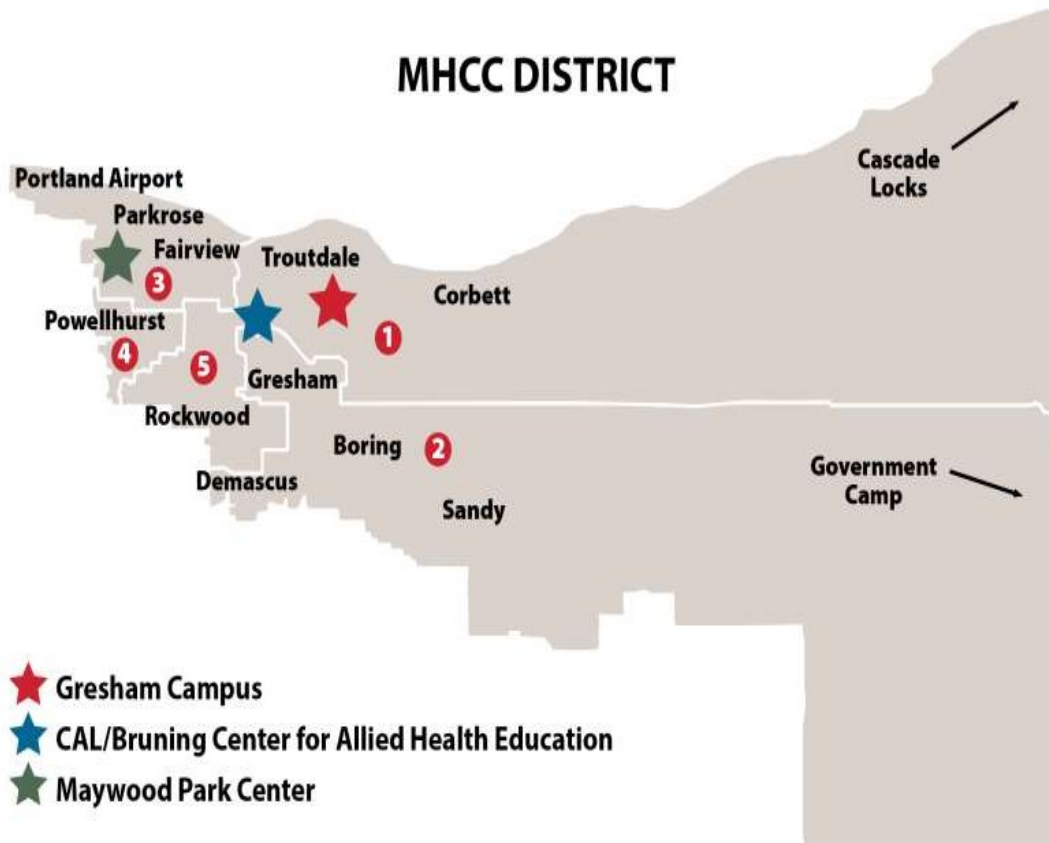 MHCC DISTRICT
Cascade
Locks
Portland Airport
Parkrose
Fairview
Troutdale
3
Corbett
Powellhurst
1
4
5
Gresham
Rockwood
Boring
2
Government
Camp
Demascus
Sandy
Gresham Campus
CAL/Bruning Center for Allied Health Education
Maywood Park Center